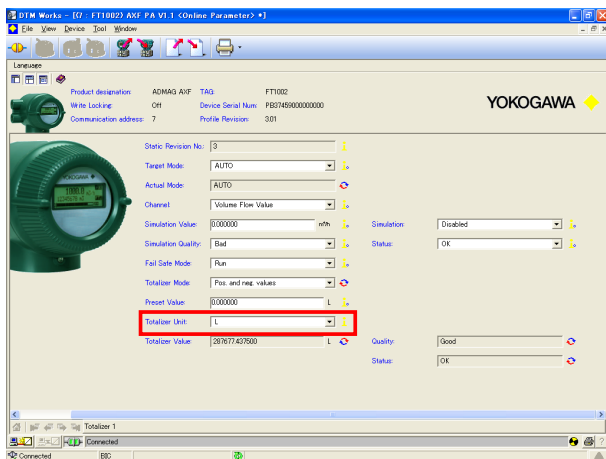 DTM Works - [(7 : FT1002) AXF PA V1.1 <Online Parameter> *]
File View Device Tool Window
Language
Product designation: ADMAG AXF TAG FT1002
Write Locking: Off Device Serial Num: PB37459000000000
Communication address: 7 Profile Revision: 3.01
YOKOGAWA
Static Revision No.: 3
Target Mode: AUTO
Actual Mode: AUTO
Channel: Volume Flow Value
Simulation Value: 0.000000 m³/h Simulation: Disabled
Simulation Quality: Bad Status: OK
Fail Safe Mode: Run
Totalizer Mode: Pos. and neg. values
Preset Value: 0.000000 L
Totalizer Unit: L
Totalizer Value: 287677.437500 L Quality: Good
Status: OK
Totalizer 1
Connected
Connected EIC